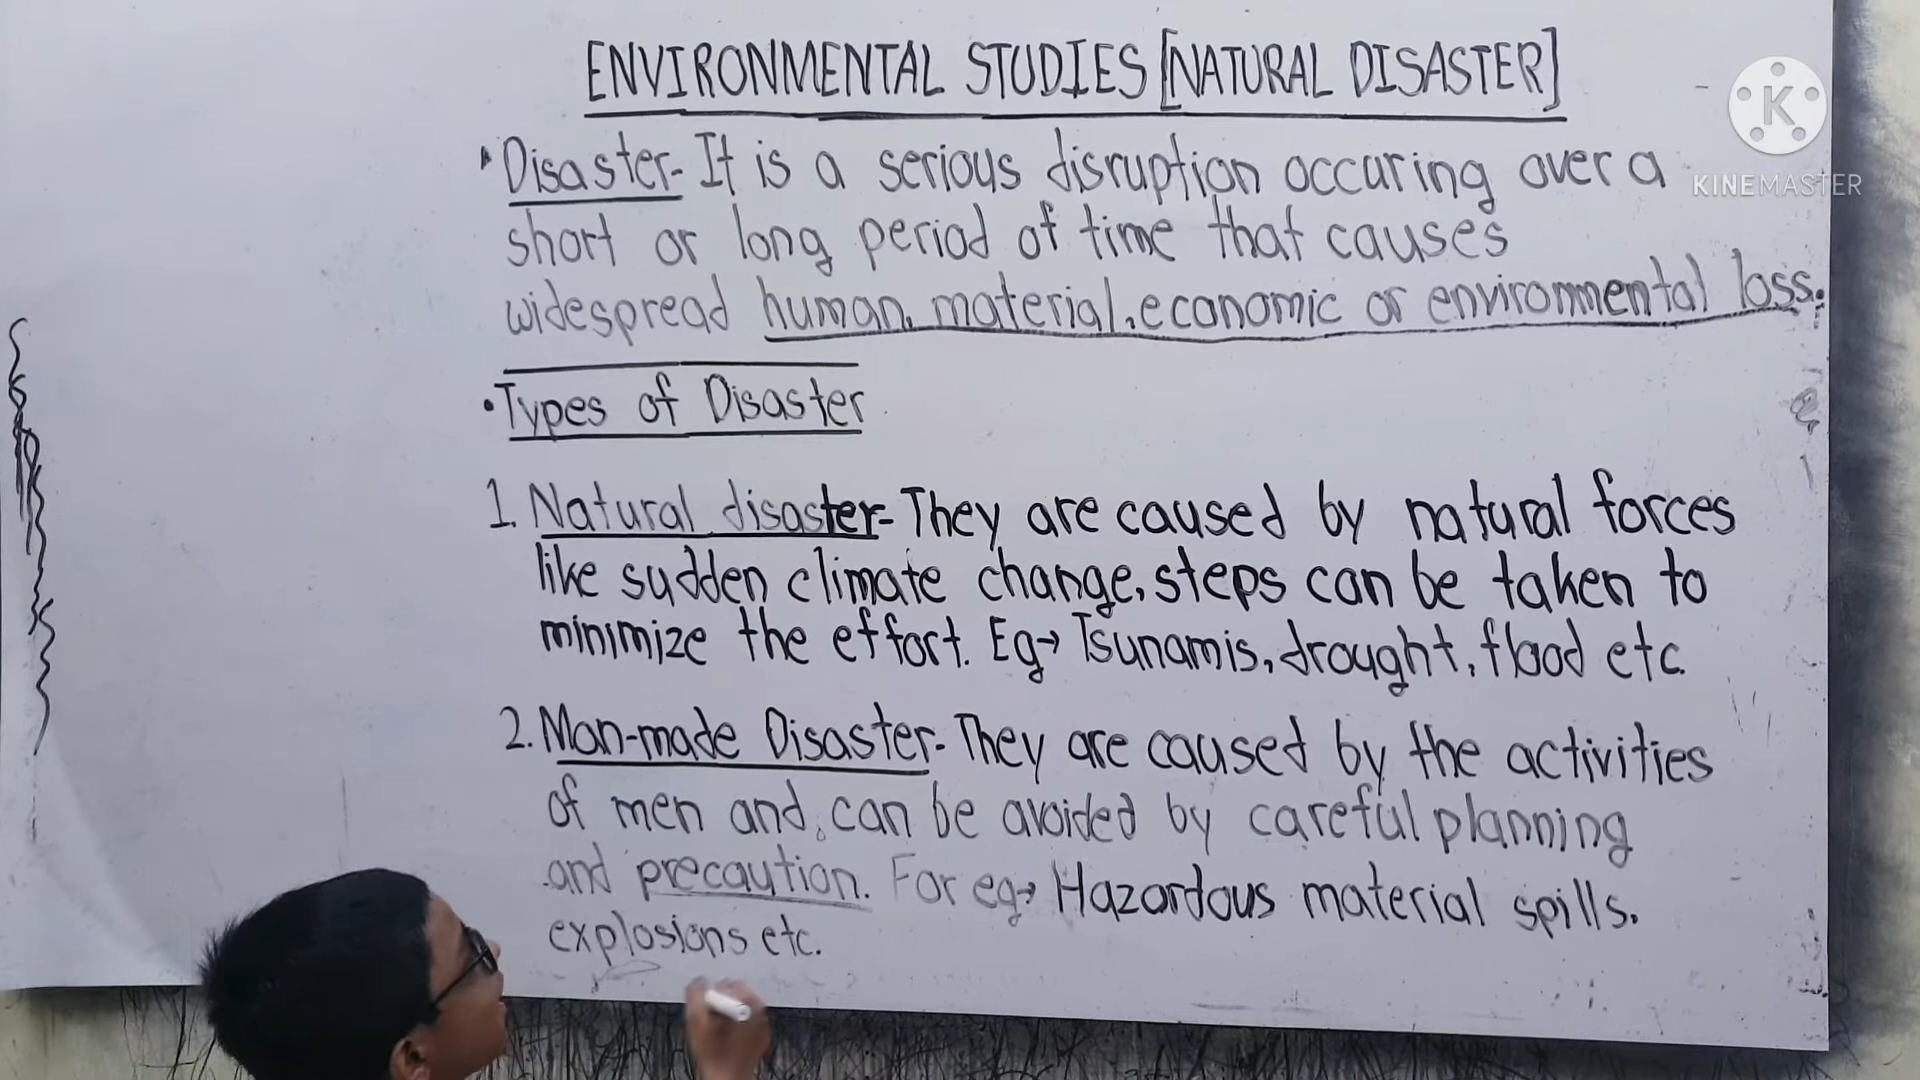 ENVIRONMENTAL STUDIES [NATURAL DISASTER]
K
KINEMASTER
• Disaster- It is a serious disruption occuring over a
short or long period of time that causes
widespread human, material, economic or environmental loss.
• Types of Disaster
1. Natural disaster- They are caused by natural forces
like sudden climate change, steps can be taken to
minimize the effort. Eg→ Tsunamis, drought, flood etc.
2. Man-made Disaster- They are caused by the activities
of men and, can be avoided by careful planning
and precaution. For eg→ Hazardous material spills.
explosions etc.